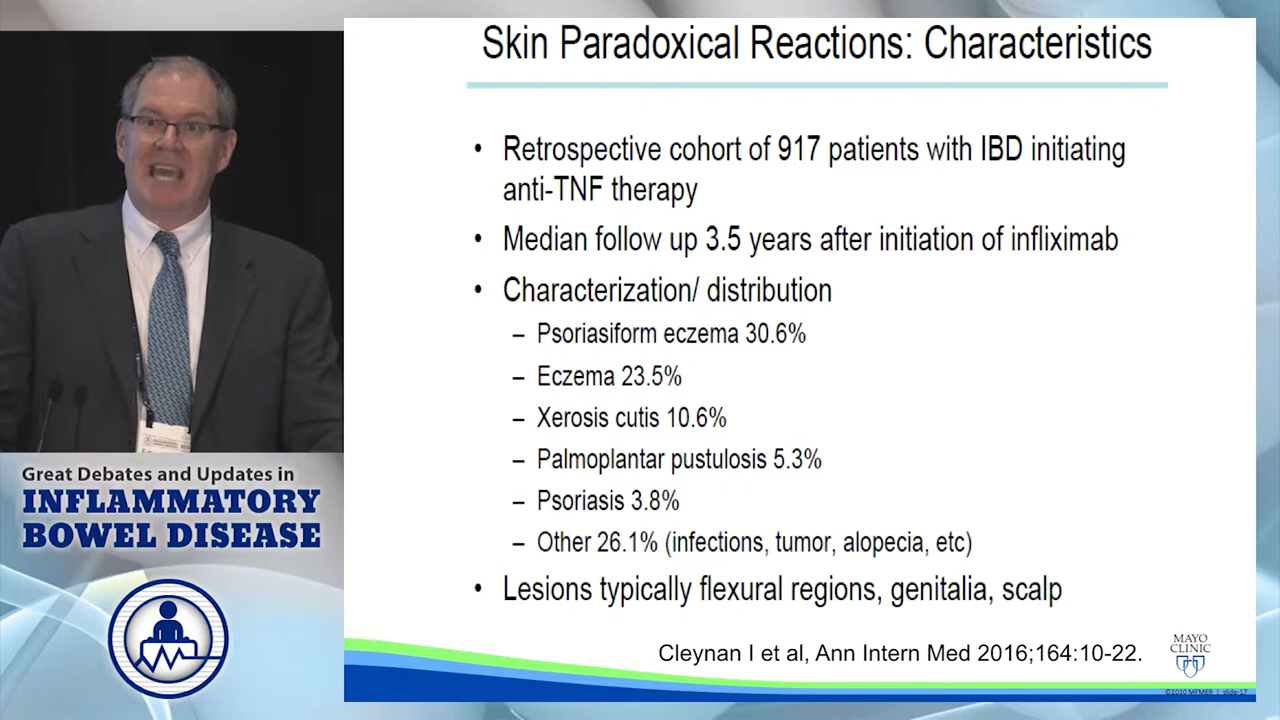 Skin Paradoxical Reactions: Characteristics
• Retrospective cohort of 917 patients with IBD initiating
anti-TNF therapy
• Median follow up 3.5 years after initiation of infliximab
• Characterization/ distribution
– Psoriasiform eczema 30.6%
– Eczema 23.5%
– Xerosis cutis 10.6%
– Palmoplantar pustulosis 5.3%
– Psoriasis 3.8%
– Other 26.1% (infections, tumor, alopecia, etc)
• Lesions typically flexural regions, genitalia, scalp
Cleynan I et al, Ann Intern Med 2016;164:10-22.
MAYO
CLINIC
©2010 MFMER | slide-17
Great Debates and Updates in
INFLAMMATORY
BOWEL DISEASE